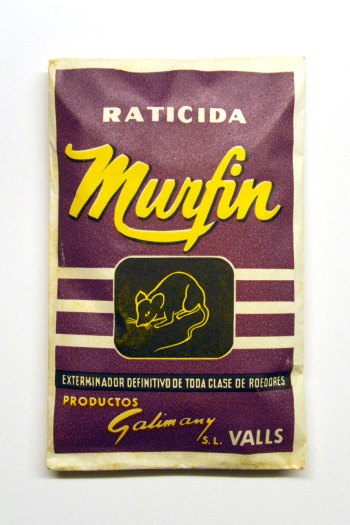 RATICIDA
Murfin
EXTERMINADOR DEFINITIVO DE TODA CLASE DE ROEDORES
PRODUCTOS
Galimany
S.L. VALLS